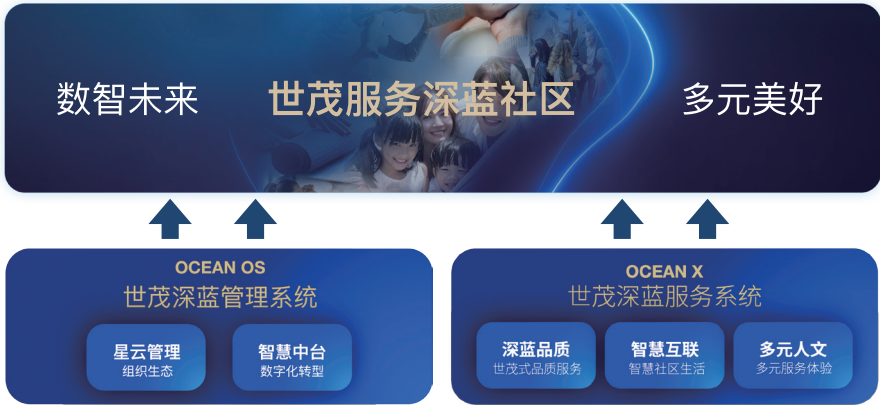 数智未来
世茂服务深蓝社区
多元美好
OCEAN OS
世茂深蓝管理系统
星云管理
组织生态
智慧中台
数字化转型
OCEAN X
世茂深蓝服务系统
深蓝品质
世茂式品质服务
智慧互联
智慧社区生活
多元人文
多元服务体验